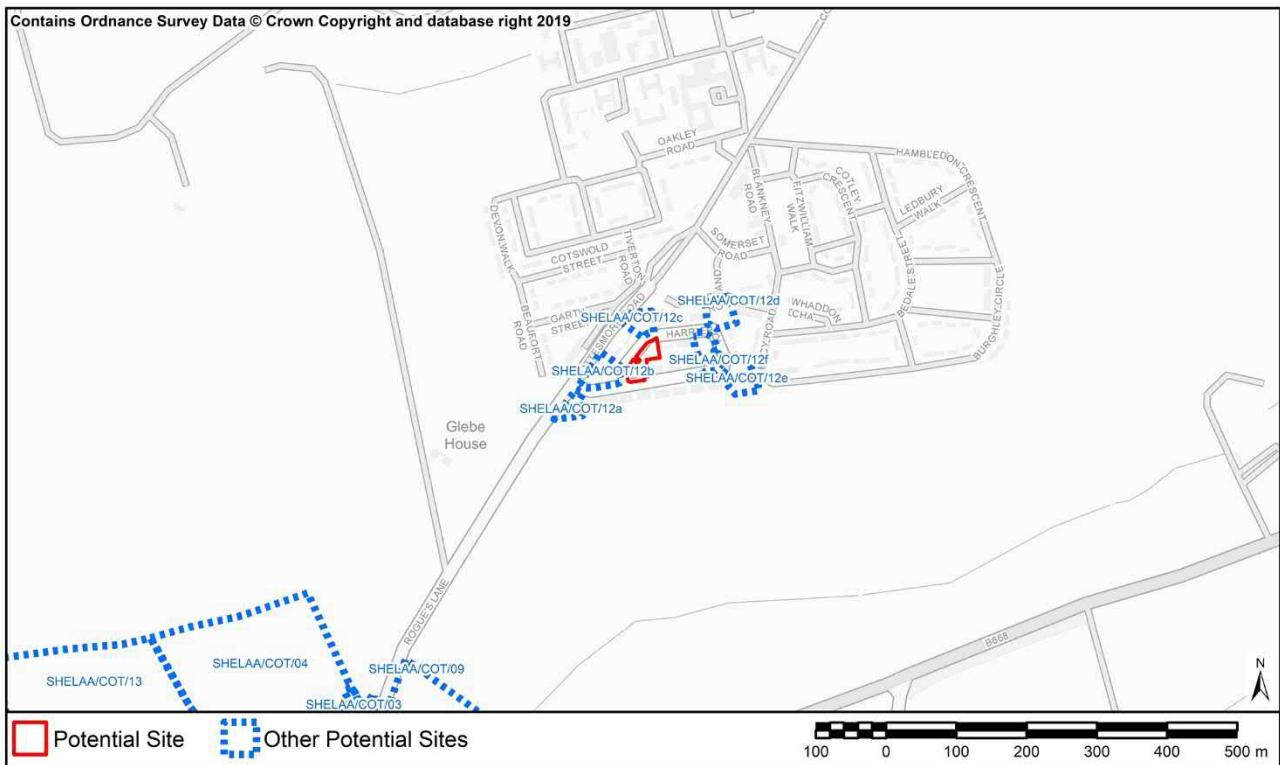 Contains Ordnance Survey Data © Crown Copyright and database right 2019
OAKLEY
ROAD
HAMBLEDON CRESCENT
BLANKNEY
ROAD
FITZWILLIAM
WALK
COTLEY
CRESCENT
LEDBURY
WALK
DEVON WALK
TIVERTON
ROAD
SOMERSET
ROAD
COTSWOLD
STREET
BEDALE STREET
BURGHLEY CIRCLE
BEAUFORT
ROAD
STREET
WHADDON
SHELAA/COT/12d
SHELAA/COT/12c
SHELAA/COT/12f
SHELAA/COT/12b
SHELAA/COT/12e
SHELAA/COT/12a
Glebe
House
ROGUE'S LANE
B668
SHELAA/COT/04
SHELAA/COT/09
SHELAA/COT/13
SHELAA/COT/03
N
Potential Site
Other Potential Sites
100 0 100 200 300 400 500 m